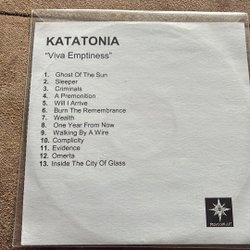 KATATONIA
"Viva Emptiness"
1. Ghost Of The Sun
2. Sleeper
3. Criminals
4. A Premonition
5. Will I Arrive
6. Burn The Remembrance
7. Wealth
8. One Year From Now
9. Walking By A Wire
10. Complicity
11. Evidence
12. Omerta
13. Inside The City Of Glass